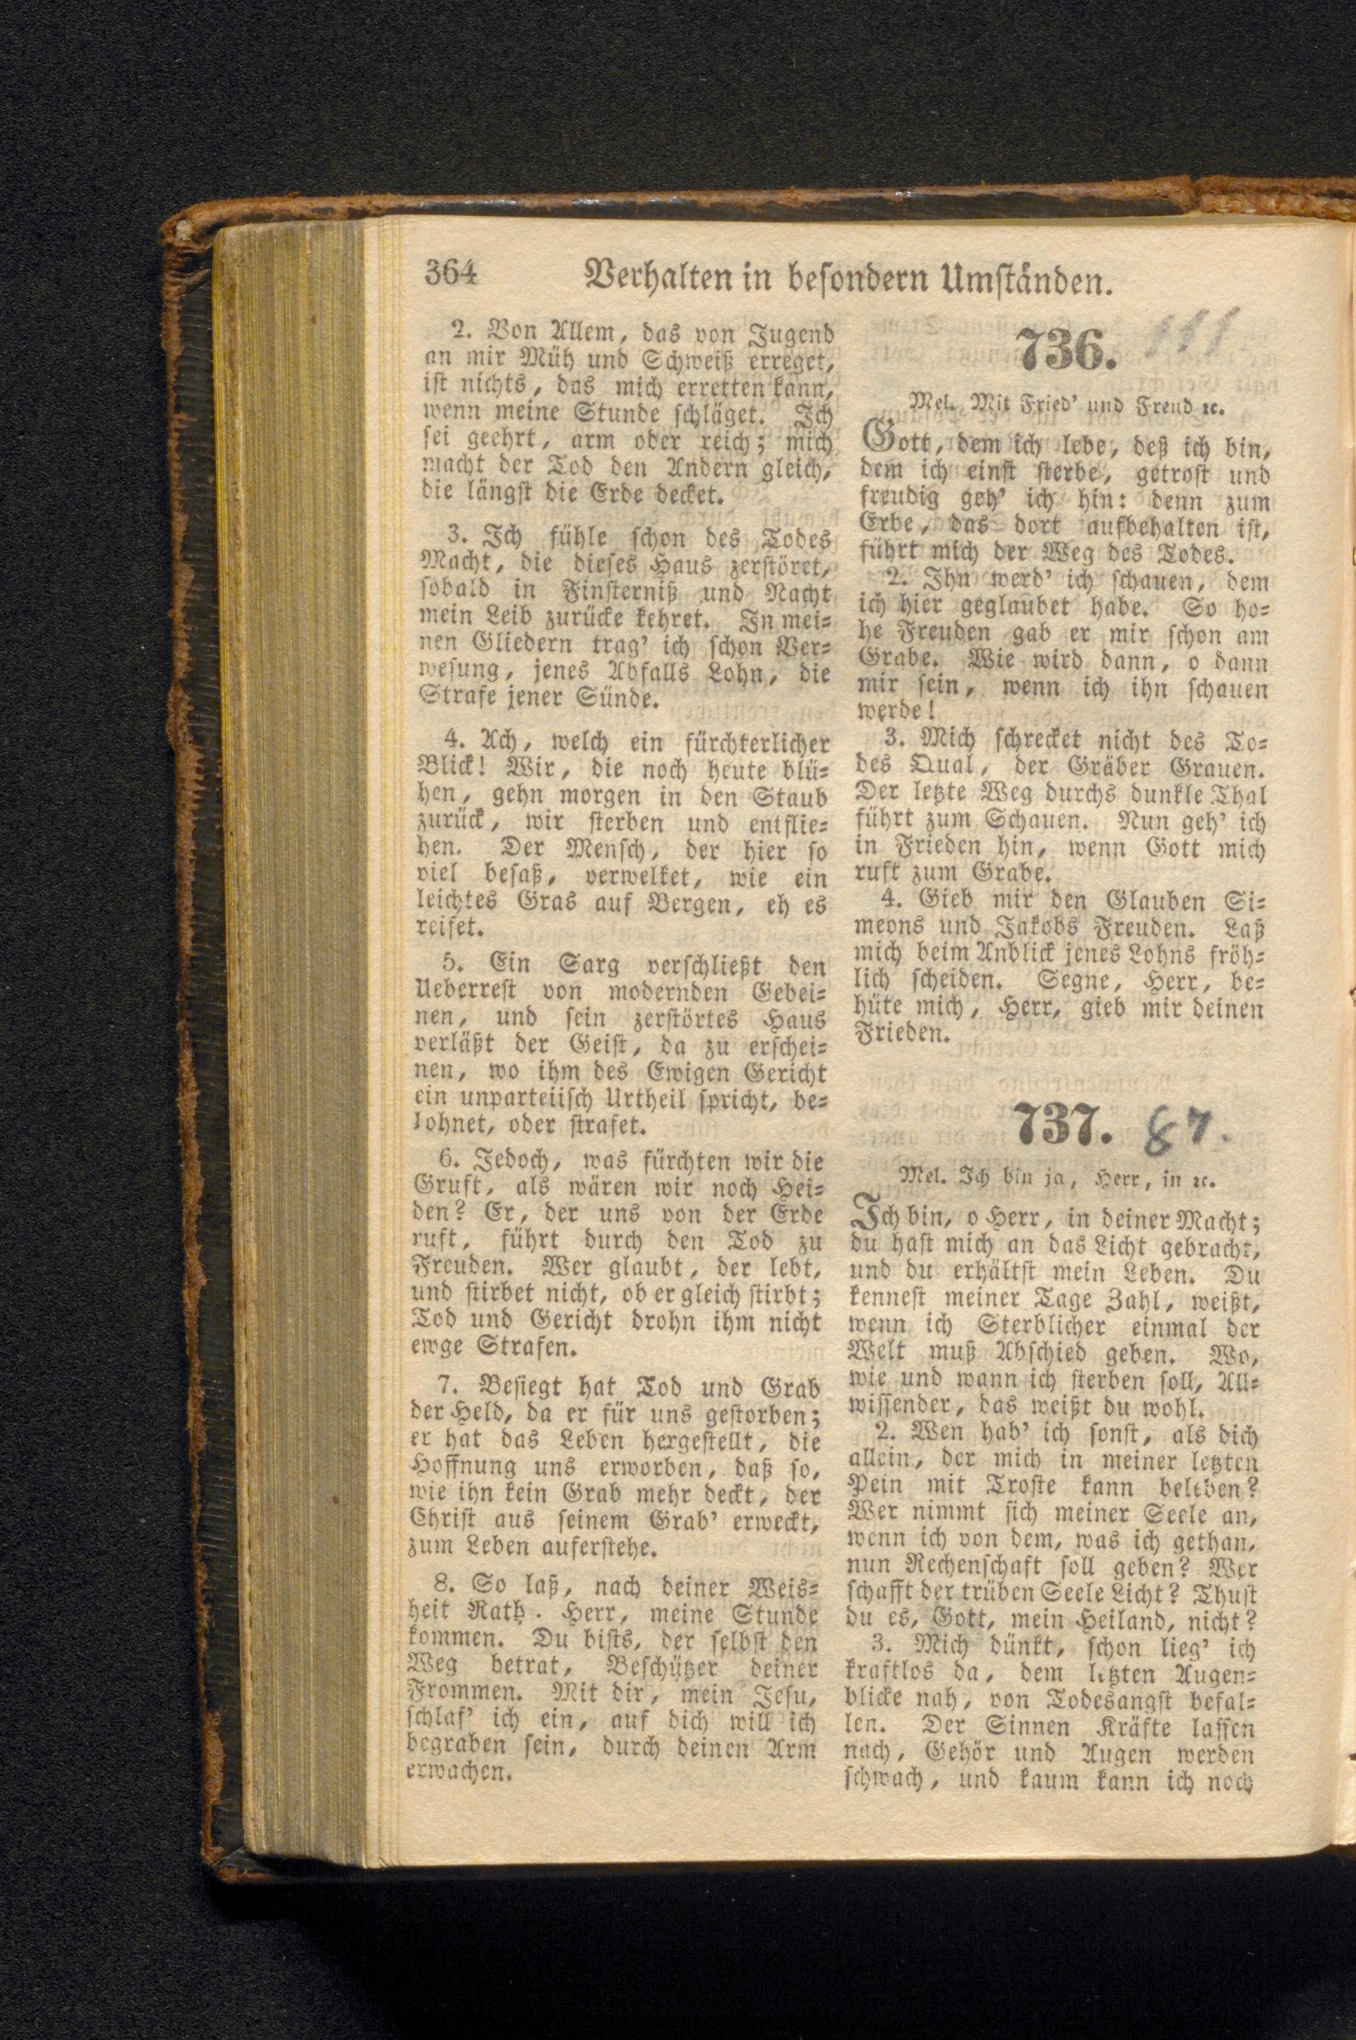 364 Verhalten in besondern Umständen.
2. Von Allem, das von Jugend
an mir Müh und Schweiß erreget,
ist nichts, das mich erretten kann,
wenn meine Stunde schläget. Ich
sei geehrt, arm oder reich; mich
macht der Tod den Andern gleich,
die längst die Erde decket.
3. Ich fühle schon des Todes
Macht, die dieses Haus zerstöret,
sobald in Finsterniß und Nacht
mein Leib zurücke kehret. In mei-
nen Gliedern trag' ich schon Ver-
wesung, jenes Abfalls Lohn, die
Strafe jener Sünde.
4. Ach, welch ein fürchterlicher
Blick! Wir, die noch heute blü-
hen, gehn morgen in den Staub
zurück, wir sterben und entflie-
hen. Der Mensch, der hier so
viel besaß, verwelket, wie ein
leichtes Gras auf Bergen, eh es
reifet.
5. Ein Sarg verschließt den
Ueberrest von modernden Gebei-
nen, und sein zerstörtes Haus
verläßt der Geist, da zu erschei-
nen, wo ihm des Ewigen Gericht
ein unparteiisch Urtheil spricht, be-
lohnet, oder strafet.
6. Jedoch, was fürchten wir die
Gruft, als wären wir noch Hei-
den? Er, der uns von der Erde
ruft, führt durch den Tod zu
Freuden. Wer glaubt, der lebt,
und stirbet nicht, ob er gleich stirbt;
Tod und Gericht drohn ihm nicht
ewge Strafen.
7. Besiegt hat Tod und Grab
der Held, da er für uns gestorben;
er hat das Leben hergestellt, die
Hoffnung uns erworben, daß so,
wie ihn kein Grab mehr deckt, der
Christ aus seinem Grab' erweckt,
zum Leben auferstehe.
8. So laß, nach deiner Weis-
heit Rath. Herr, meine Stunde
kommen. Du bists, der selbst den
Weg betrat, Beschützer deiner
Frommen. Mit dir, mein Jesu,
schlaf' ich ein, auf dich will ich
begraben sein, durch deinen Arm
erwachen.
736. 111
Mel. Mit Fried' und Freud ꝛc.
Gott, dem ich lebe, deß ich bin,
dem ich einst sterbe, getrost und
freudig geh' ich hin: denn zum
Erbe, das dort aufbehalten ist,
führt mich der Weg des Todes.
2. Ihn werd' ich schauen, dem
ich hier geglaubet habe. So ho-
he Freuden gab er mir schon am
Grabe. Wie wird dann, o dann
mir sein, wenn ich ihn schauen
werde!
3. Mich schrecket nicht des To-
des Qual, der Gräber Grauen.
Der letzte Weg durchs dunkle Thal
führt zum Schauen. Nun geh' ich
in Frieden hin, wenn Gott mich
ruft zum Grabe.
4. Gieb mir den Glauben Si-
meons und Jakobs Freuden. Laß
mich beim Anblick jenes Lohns fröh-
lich scheiden. Segne, Herr, be-
hüte mich, Herr, gieb mir deinen
Frieden.
737. 87.
Mel. Ich bin ja, Herr, in ꝛc.
Ich bin, o Herr, in deiner Macht;
du hast mich an das Licht gebracht,
und du erhältst mein Leben. Du
kennest meiner Tage Zahl, weißt,
wenn ich Sterblicher einmal der
Welt muß Abschied geben. Wo,
wie und wann ich sterben soll, All-
wissender, das weißt du wohl.
2. Wen hab' ich sonst, als dich
allein, der mich in meiner letzten
Pein mit Troste kann beleben?
Wer nimmt sich meiner Seele an,
wenn ich von dem, was ich gethan,
nun Rechenschaft soll geben? Wer
schafft der trüben Seele Licht? Thust
du es, Gott, mein Heiland, nicht?
3. Mich dünkt, schon lieg' ich
kraftlos da, dem letzten Augen-
blicke nah, von Todesangst befal-
len. Der Sinnen Kräfte lassen
nach, Gehör und Augen werden
schwach, und kaum kann ich noch